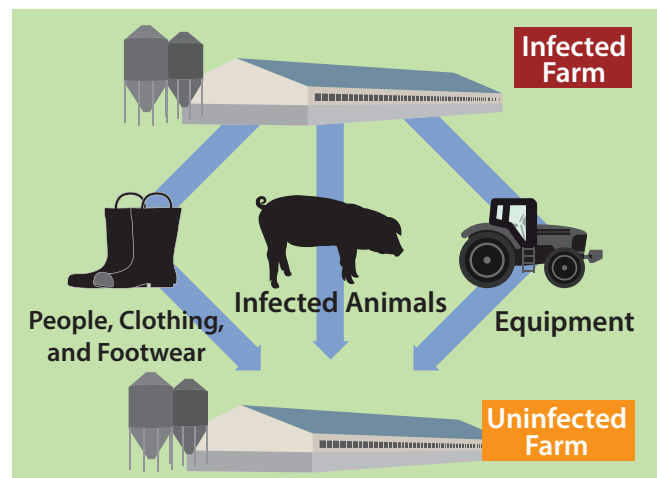 Infected
Farm
Infected Animals
People, Clothing,
and Footwear
Equipment
Uninfected
Farm